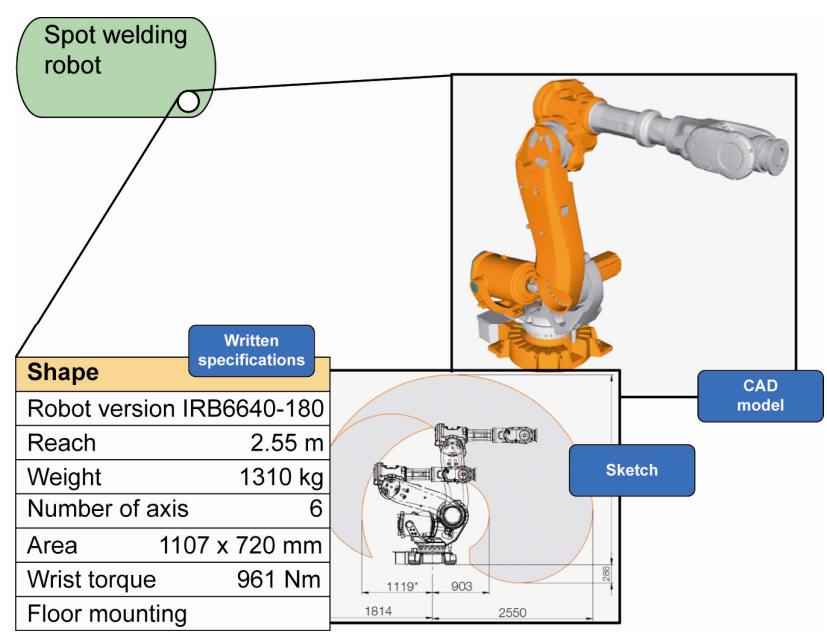 Spot welding
robot
Written
specifications
Shape
Robot version IRB6640-180
Reach 2.55 m
Weight 1310 kg
Number of axis 6
Area 1107 x 720 mm
Wrist torque 961 Nm
Floor mounting
CAD
model
Sketch
286
1119* 903
1814 2550